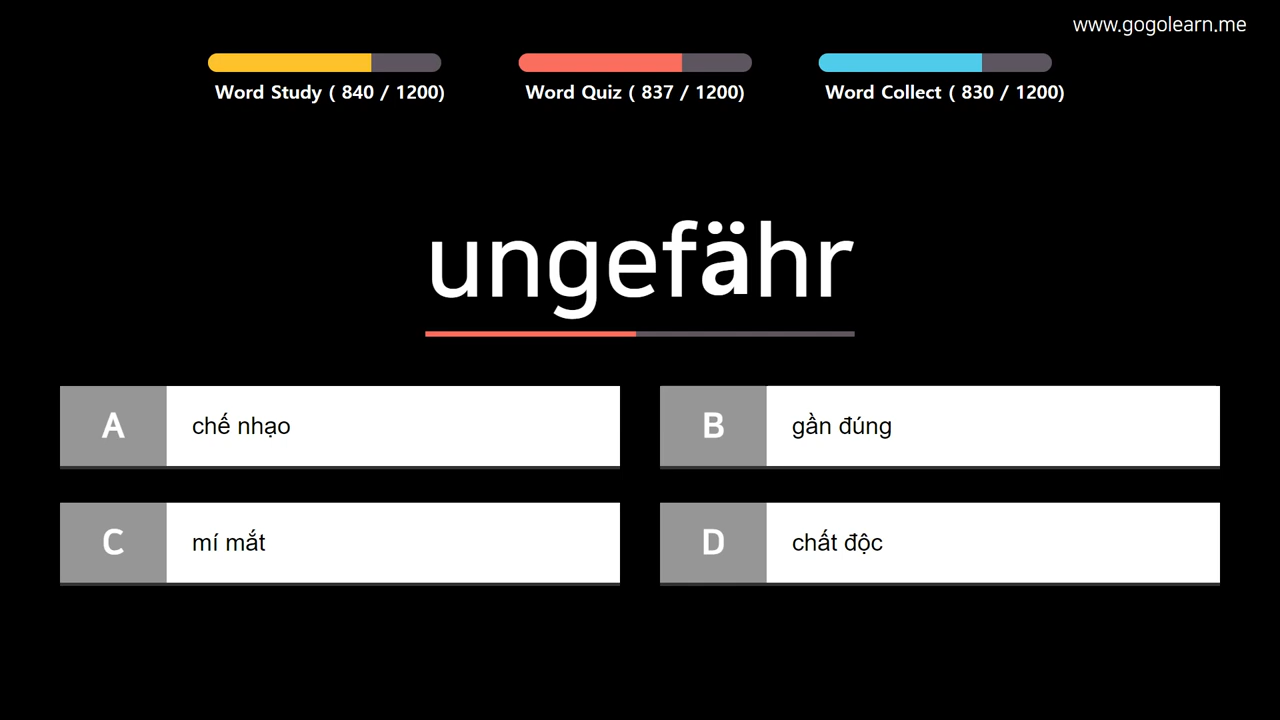 www.gogolearn.me
Word Study ( 840 / 1200)
Word Quiz ( 837 / 1200)
Word Collect ( 830 / 1200)
ungefähr
A chế nhạo
B gần đúng
C mí mắt
D chất độc